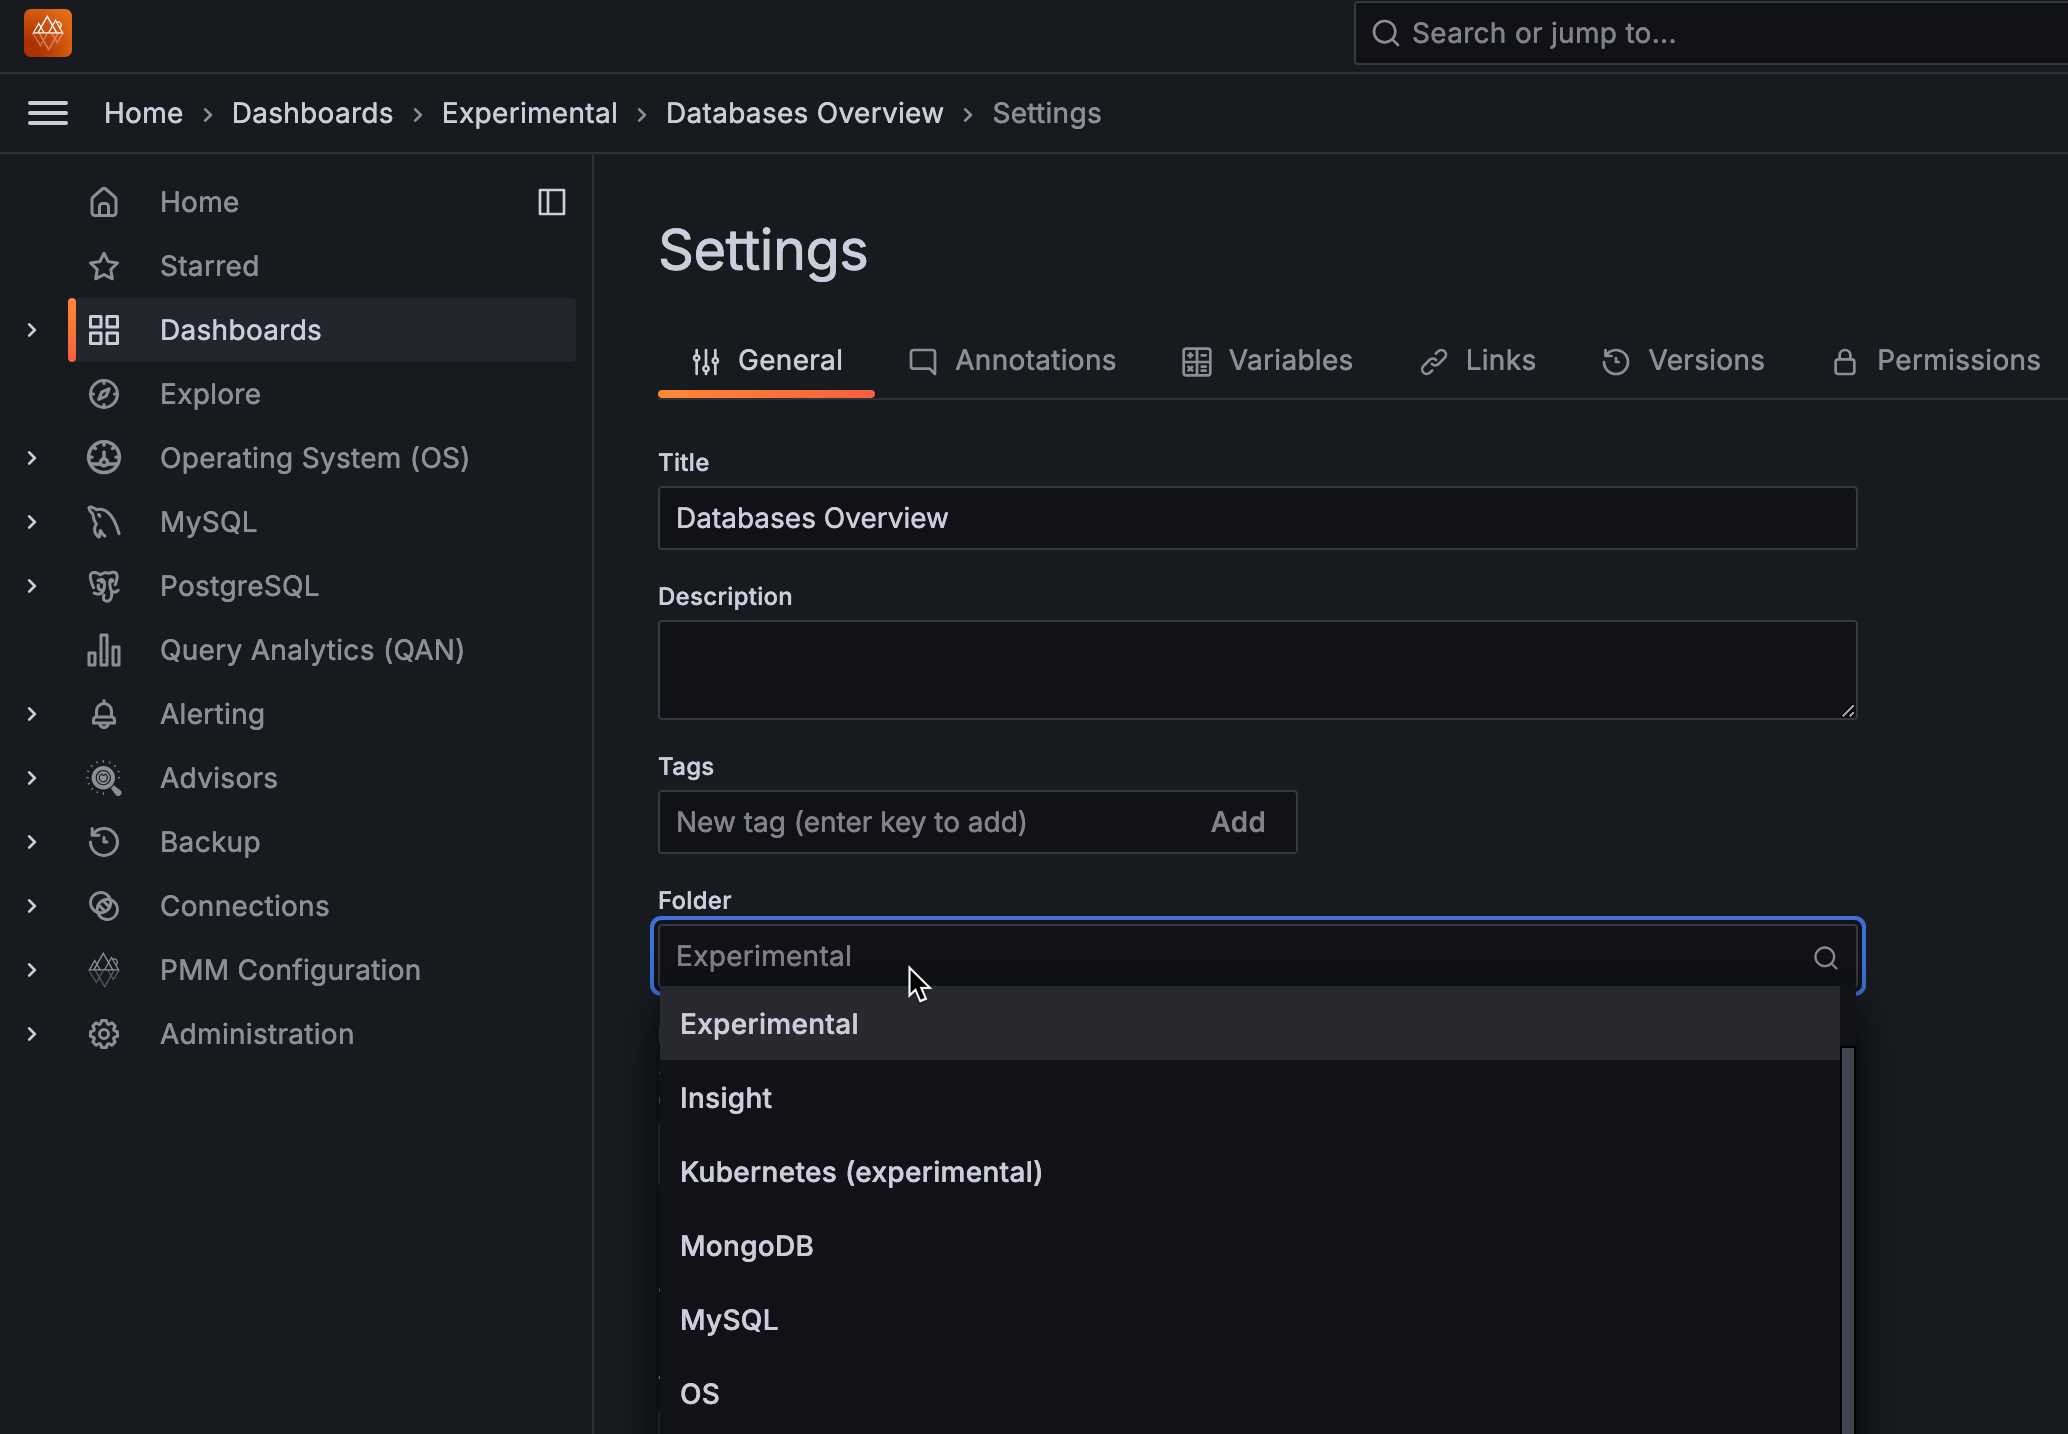 Search or jump to...
Home › Dashboards › Experimental › Databases Overview › Settings
Home
Starred
Dashboards
Explore
Operating System (OS)
MySQL
PostgreSQL
Query Analytics (QAN)
Alerting
Advisors
Backup
Connections
PMM Configuration
Administration
Settings
General Annotations Variables Links Versions Permissions
Title
Databases Overview
Description
Tags
New tag (enter key to add) Add
Folder
Experimental
Experimental
Insight
Kubernetes (experimental)
MongoDB
MySQL
OS